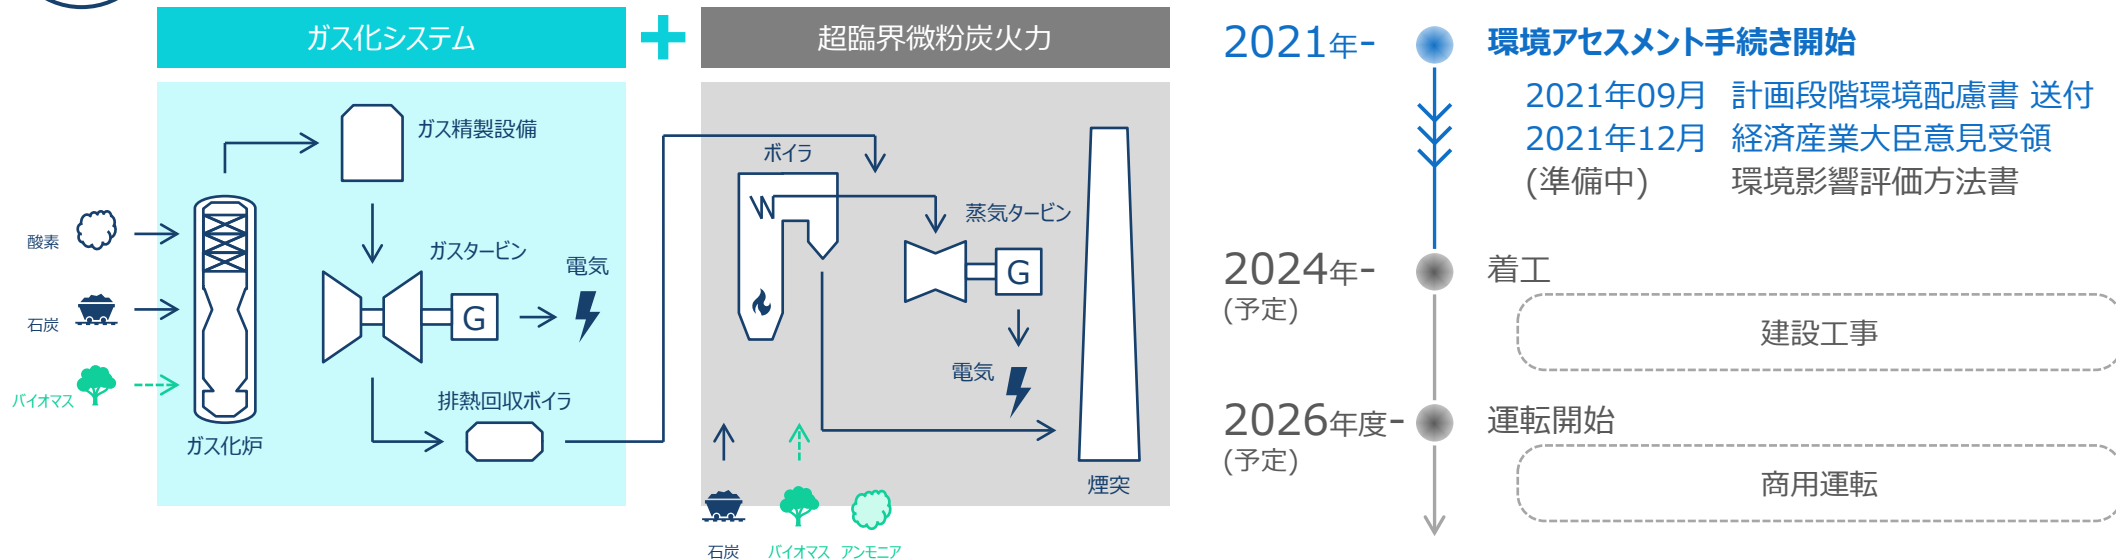 ガス化システム
超臨界微粉炭火力
ガス精製設備
酸素
石炭
バイオマス
ガス化炉
ガスタービン
G
電気
排熱回収ボイラ
ボイラ
蒸気タービン
G
電気
煙突
石炭
バイオマス
アンモニア
2021年-
環境アセスメント手続き開始
2021年09月 計画段階環境配慮書 送付
2021年12月 経済産業大臣意見受領
(準備中) 環境影響評価方法書
2024年-
(予定)
着工
建設工事
2026年度-
(予定)
運転開始
商用運転